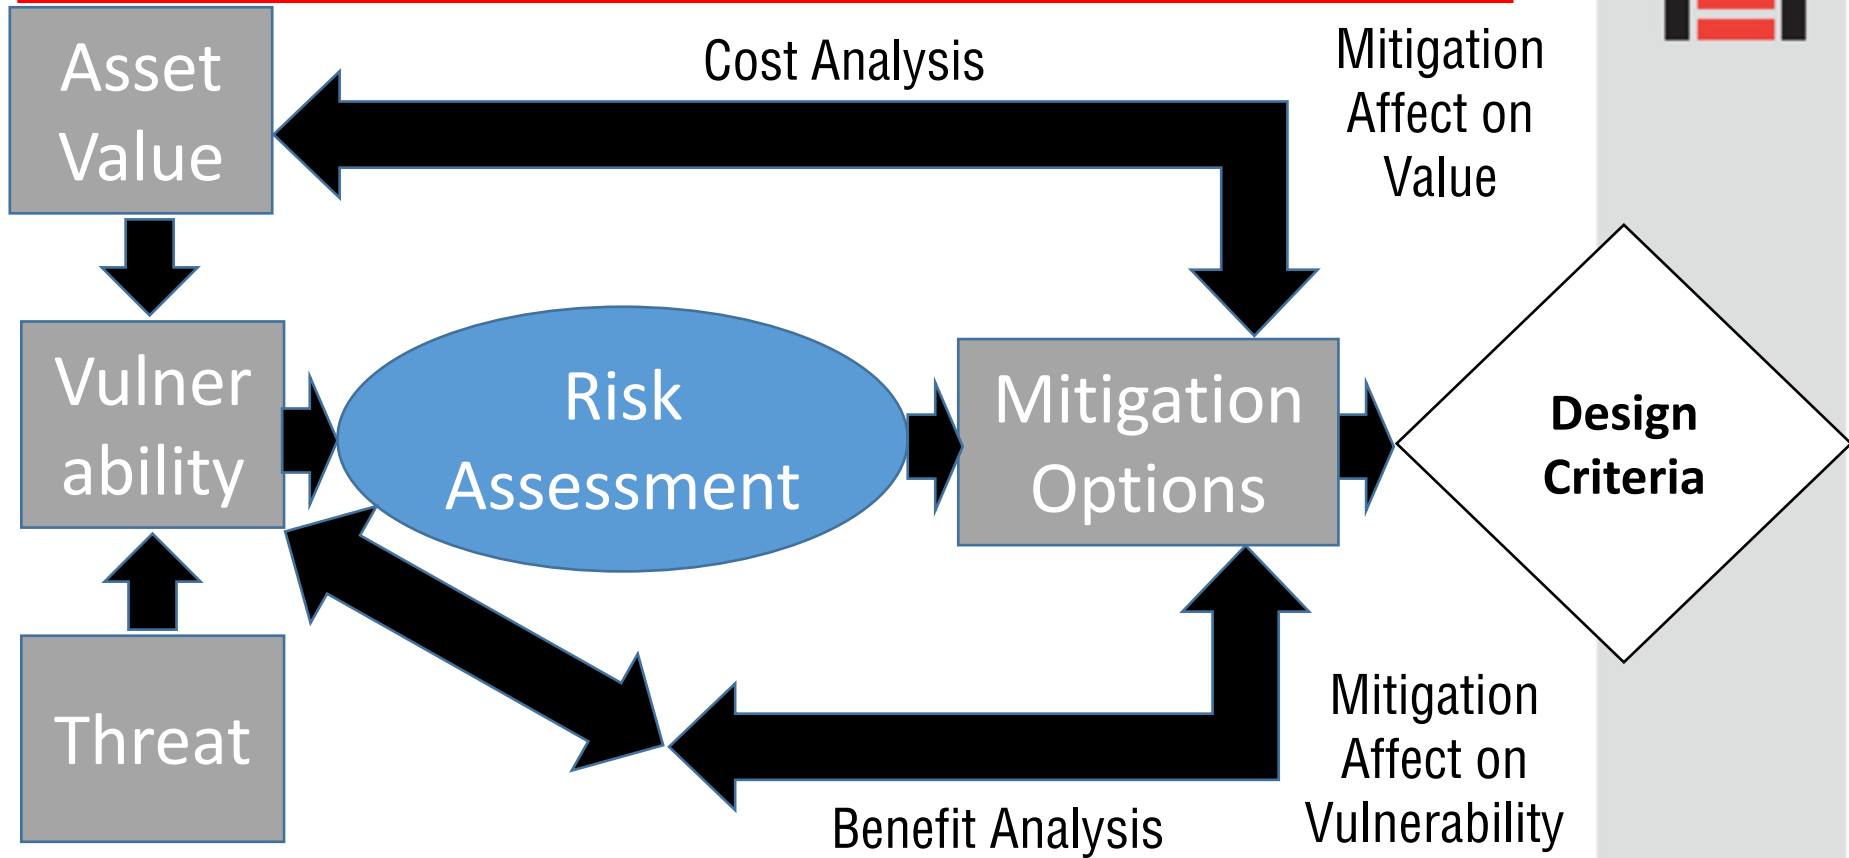 Asset
Value
Cost Analysis
Mitigation
Affect on
Value
Vulner
ability
Risk
Assessment
Mitigation
Options
Design
Criteria
Threat
Benefit Analysis
Mitigation
Affect on
Vulnerability